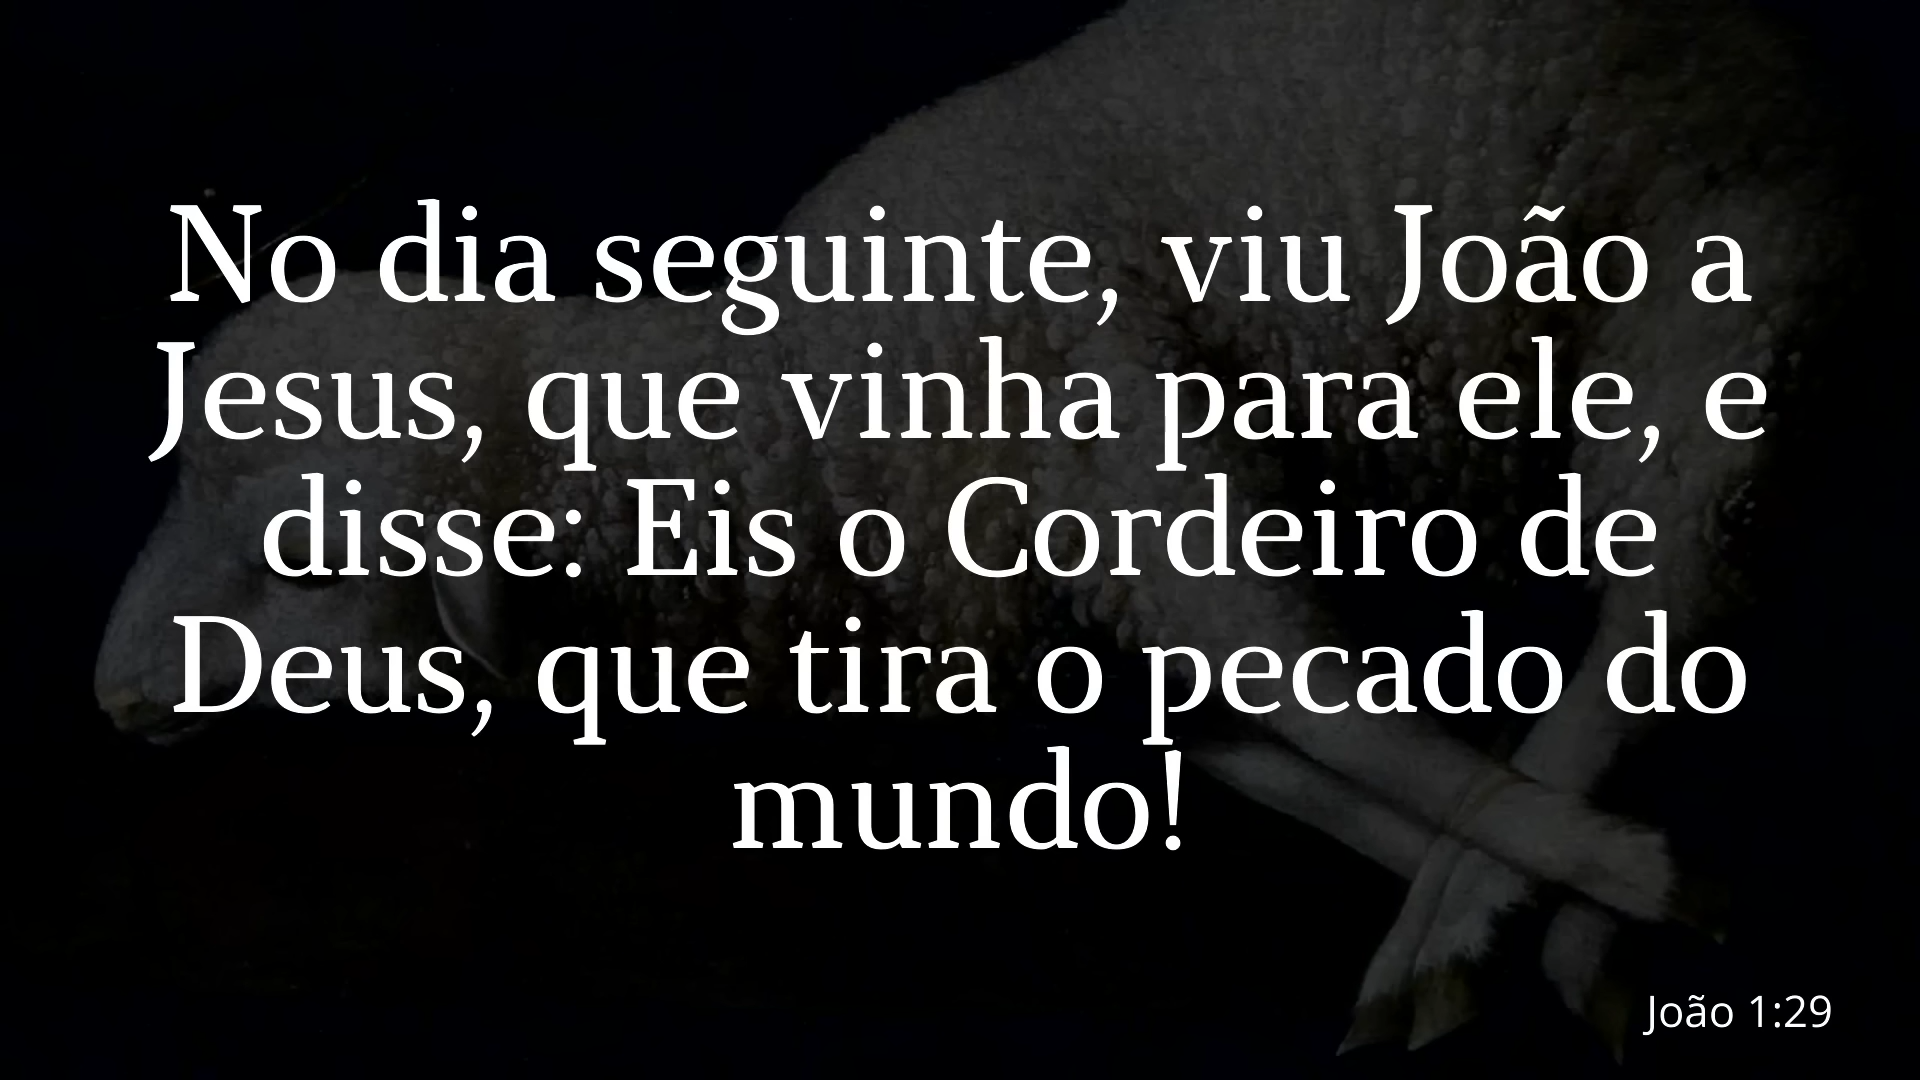 No dia seguinte, viu João a
Jesus, que vinha para ele, e
disse: Eis o Cordeiro de
Deus, que tira o pecado do
mundo!
João 1:29